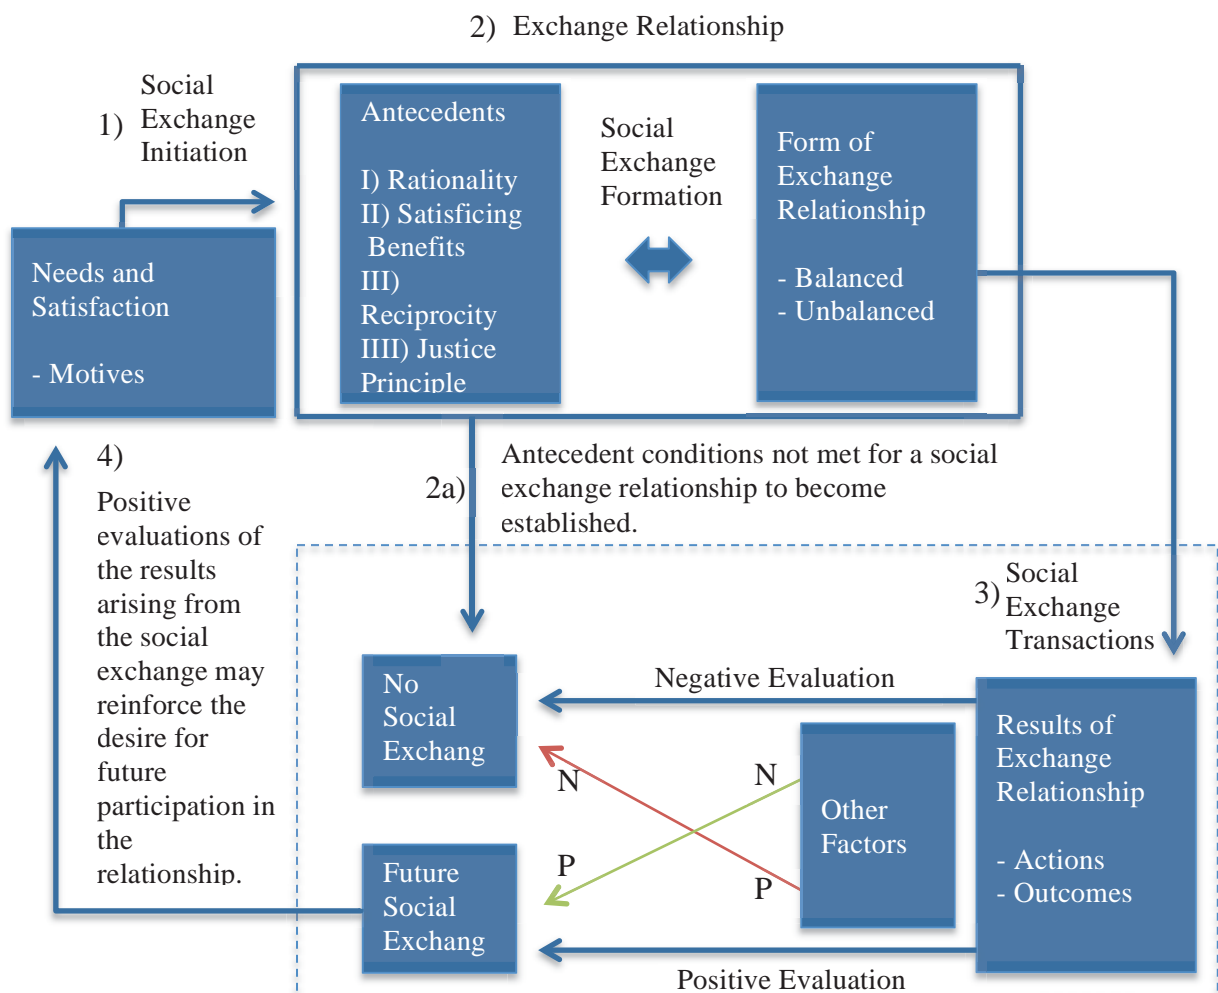 2) Exchange Relationship
1)
Social
Exchange
Initiation
Needs and
Satisfaction
- Motives
Antecedents
I) Rationality
II) Satisficing
Benefits
III)
Reciprocity
IIII) Justice
Principle
Social
Exchange
Formation
Form of
Exchange
Relationship
- Balanced
- Unbalanced
2a)
Antecedent conditions not met for a social
exchange relationship to become
established.
4)
Positive
evaluations of
the results
arising from
the social
exchange may
reinforce the
desire for
future
participation in
the
relationship.
3)
Social
Exchange
Transactions
No
Social
Exchang
Negative Evaluation
Results of
Exchange
Relationship
- Actions
- Outcomes
N
N
Other
Factors
P
P
Future
Social
Exchang
Positive Evaluation